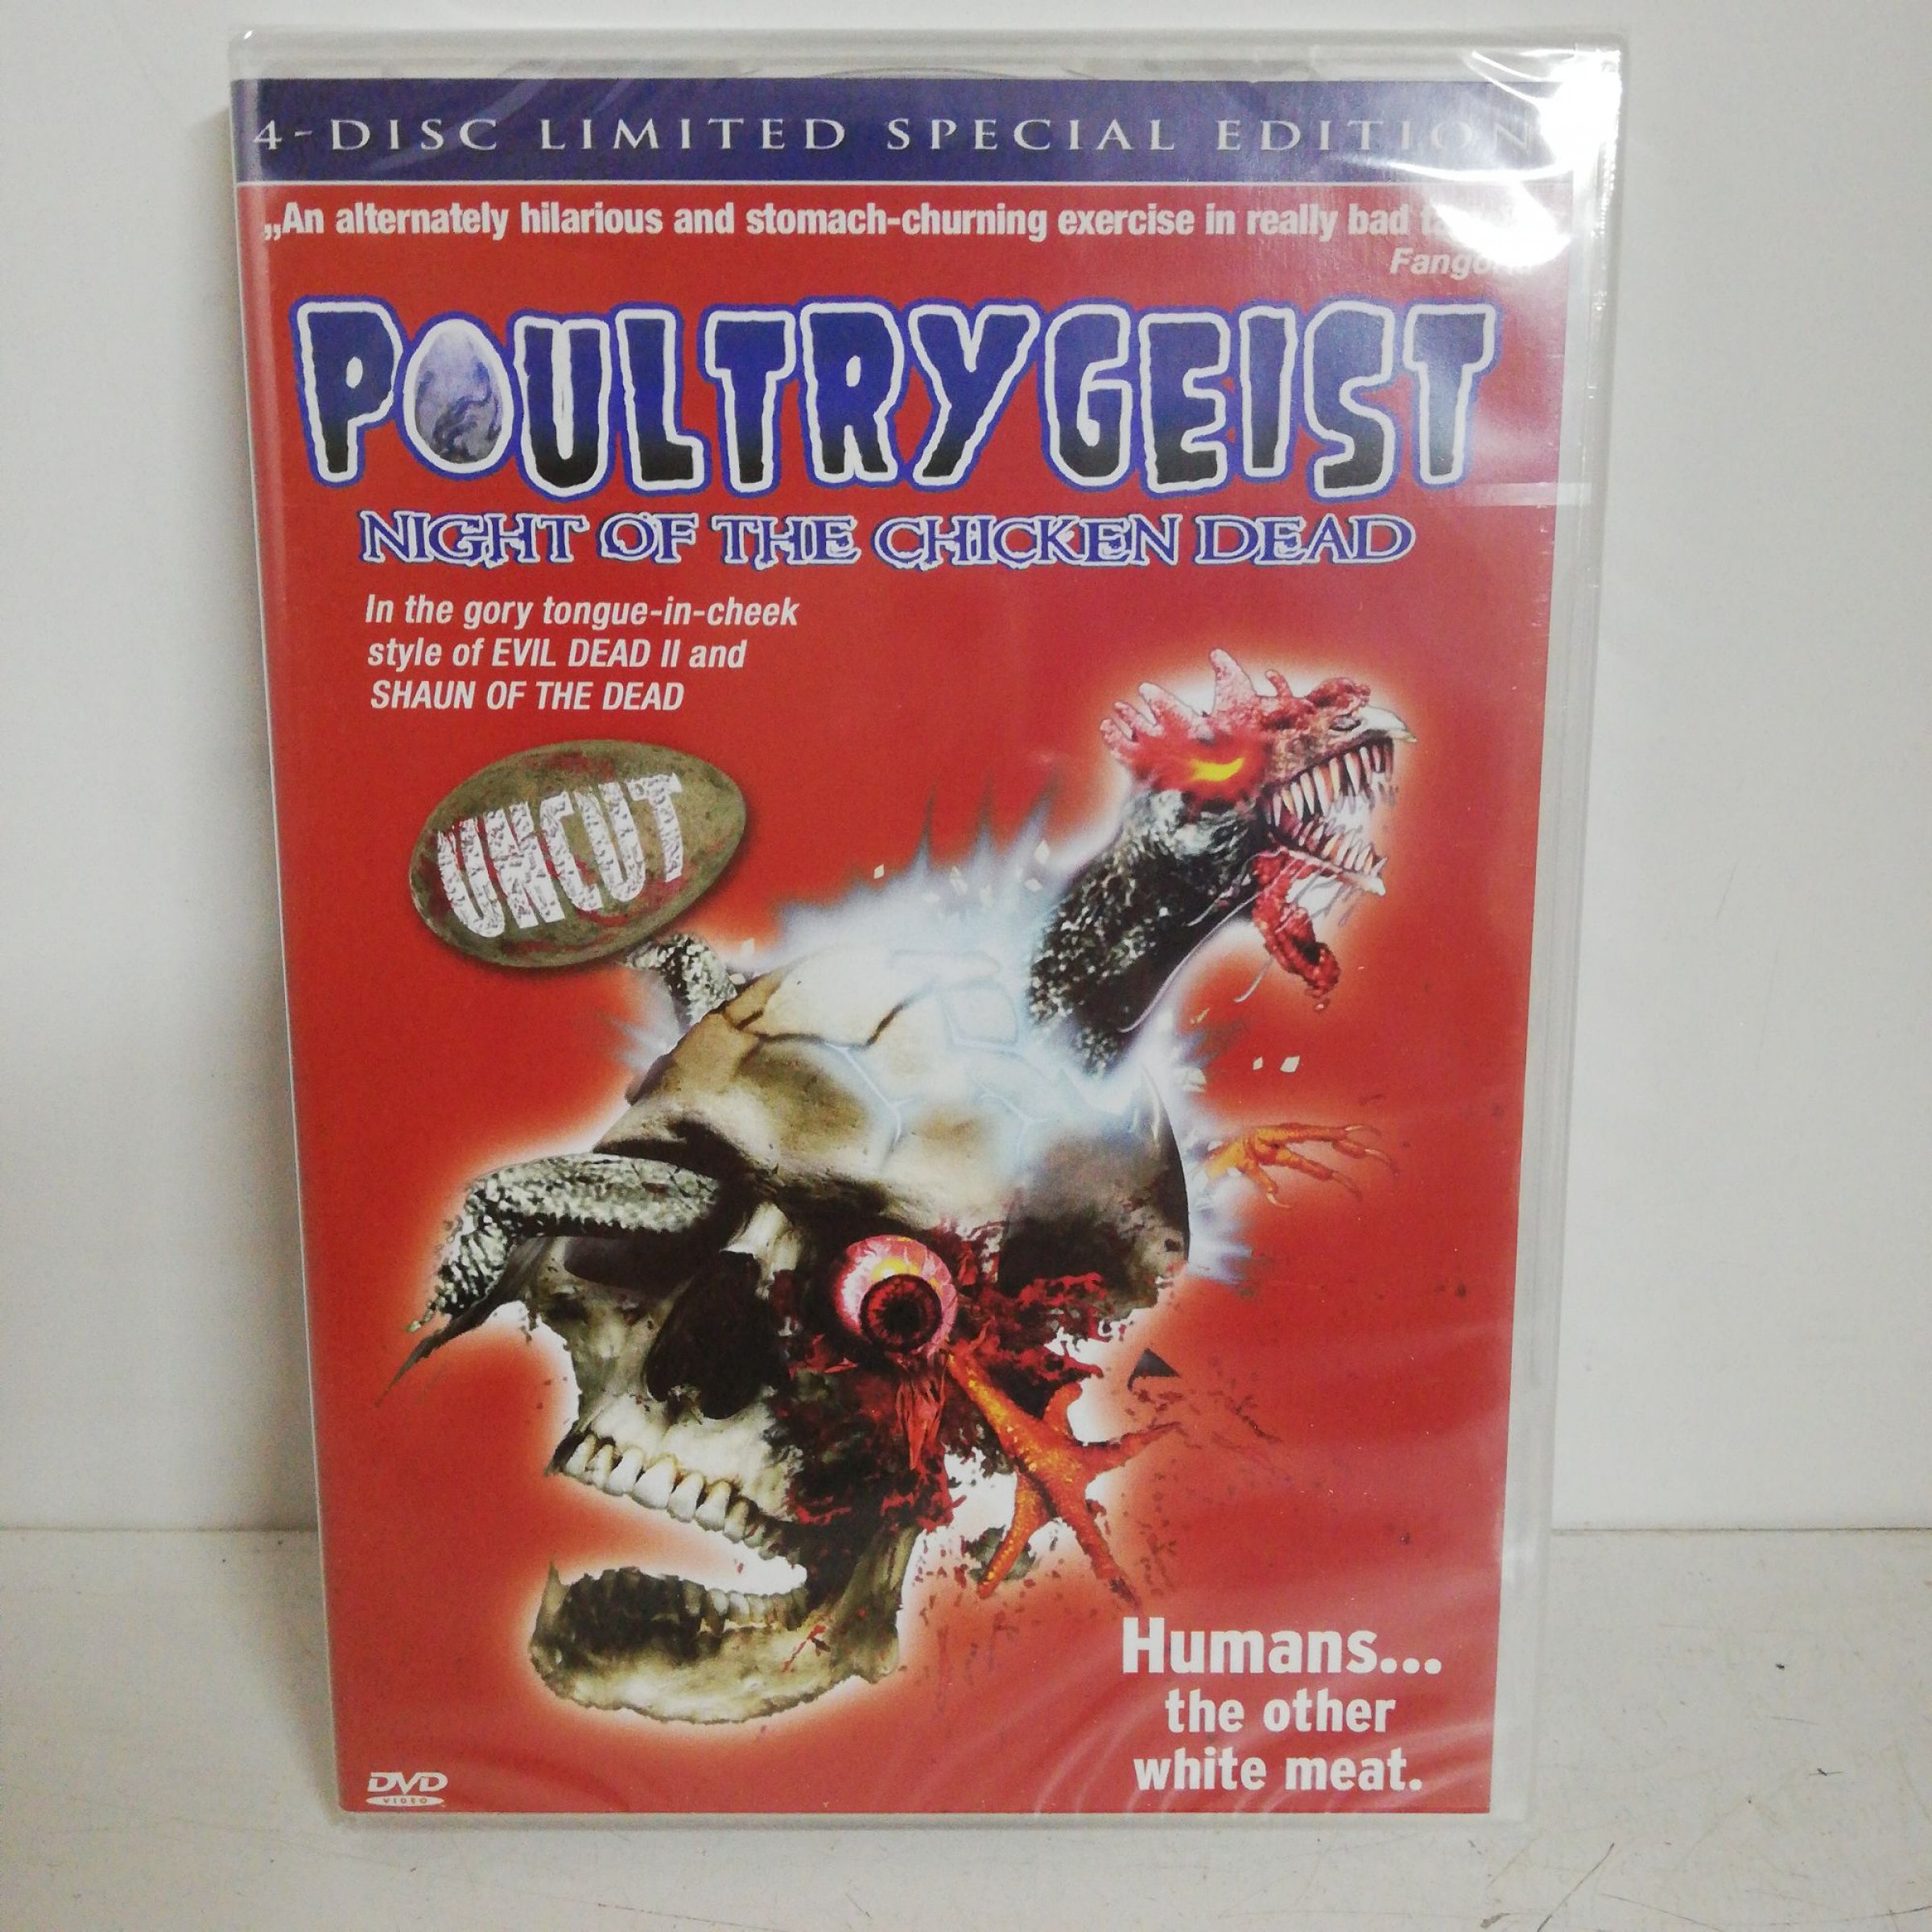 4-DISC LIMITED SPECIAL EDITION
„An alternately hilarious and stomach-churning exercise in really bad
Fangoria
POULTRYGEIST
NIGHT OF THE CHICKEN DEAD
In the gory tongue-in-cheek
style of EVIL DEAD II and
SHAUN OF THE DEAD
UNCUT
Humans...
the other
white meat.
DVD
VIDEO